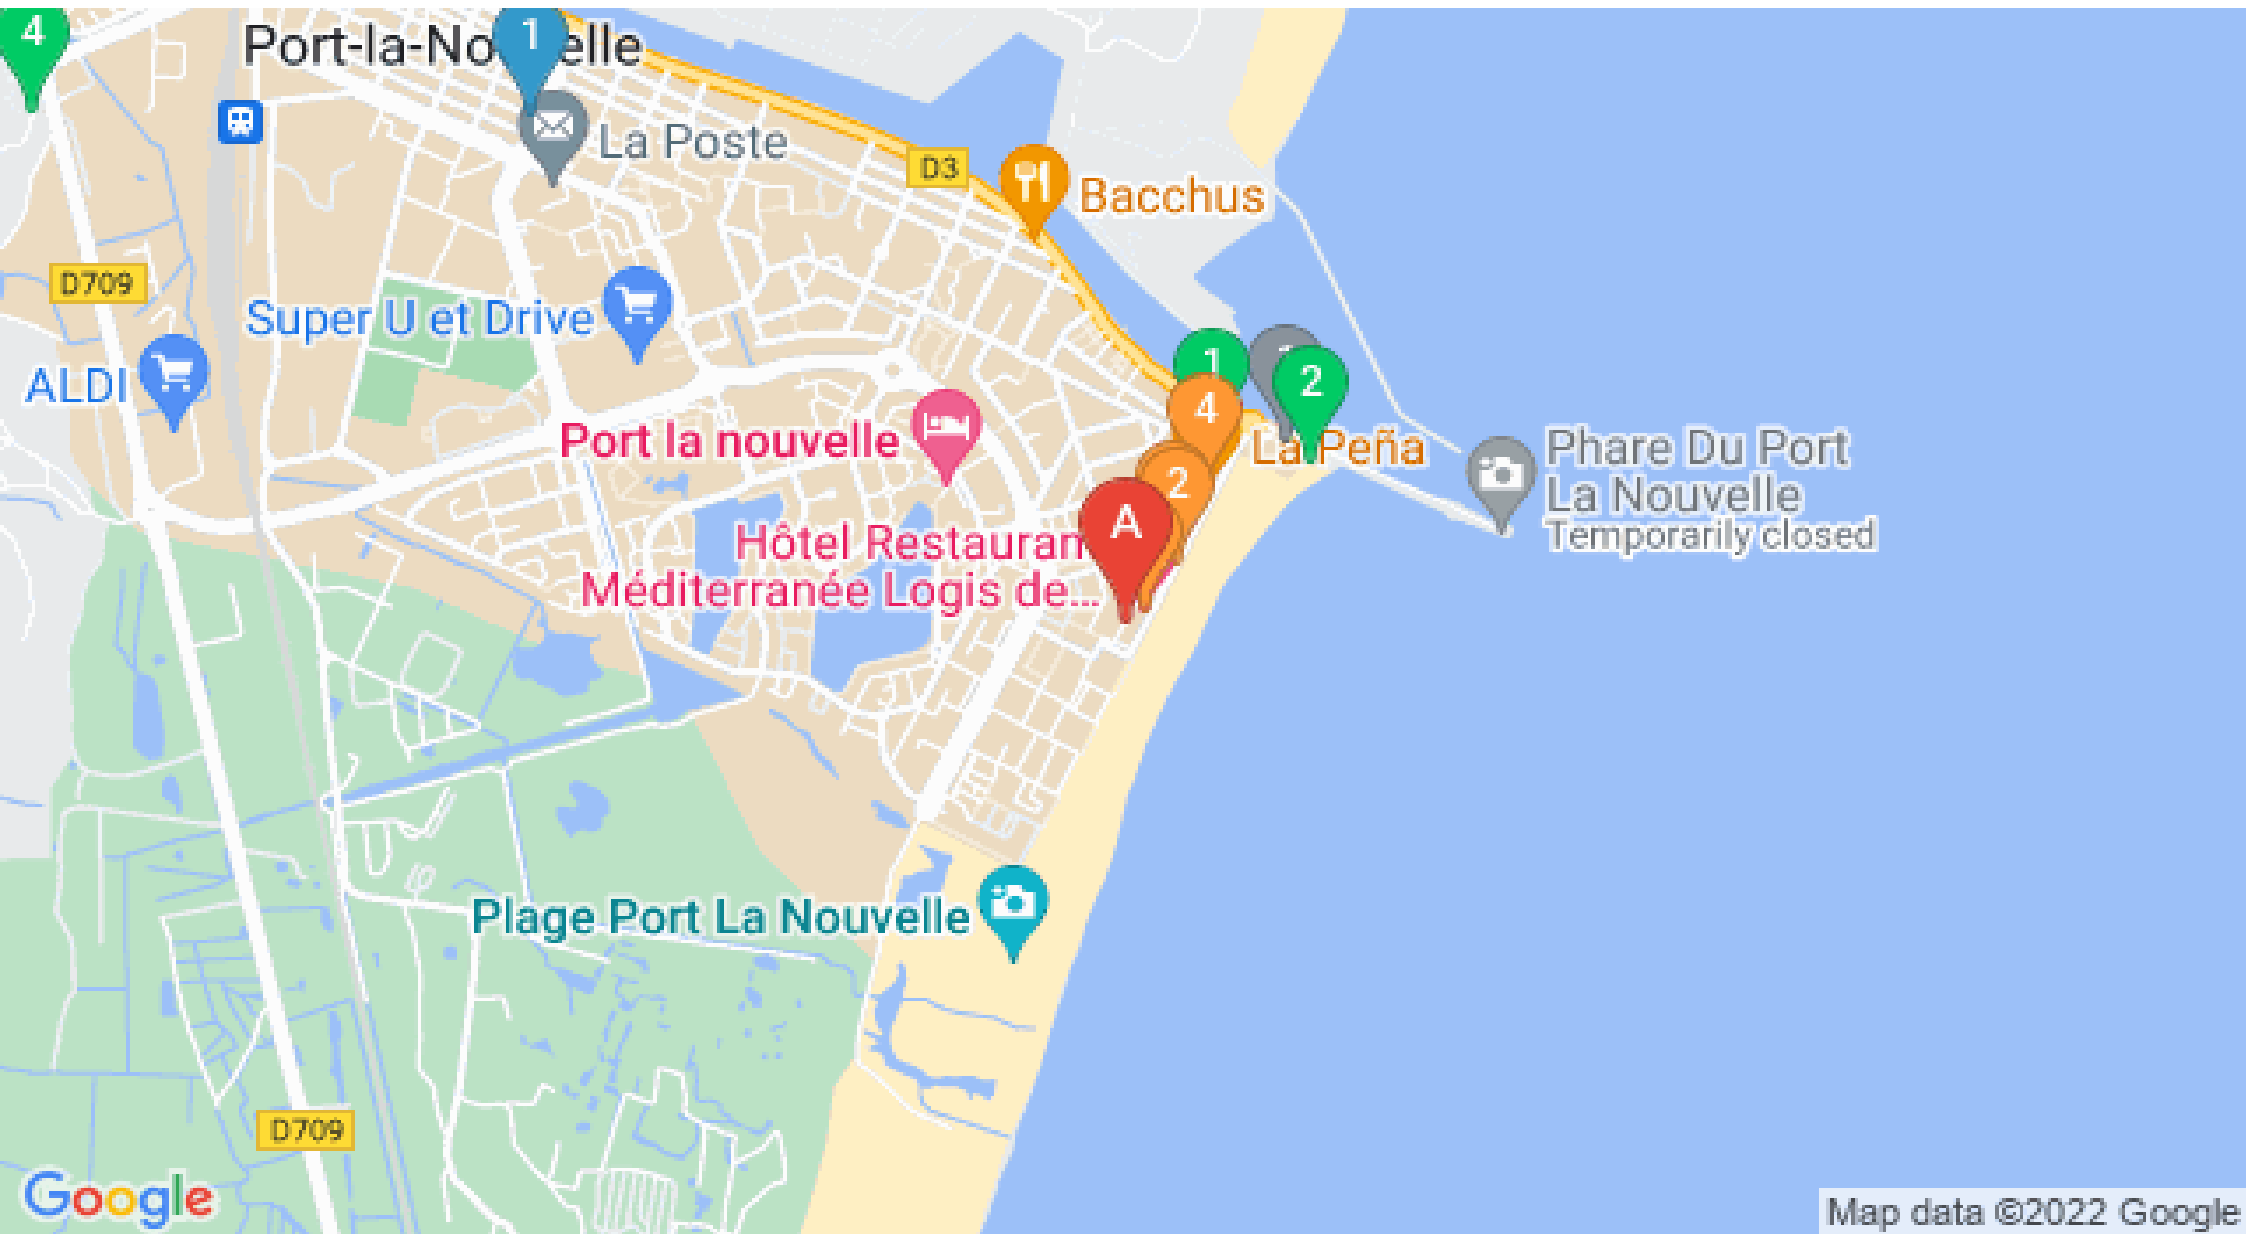 4
Port-la-No
elle
1
La Poste
D3
Bacchus
D709
Super U et Drive
ALDI
1
2
4
Port la nouvelle
La Peña
Phare Du Port
La Nouvelle
Temporarily closed
2
A
Hôtel Restauran
Méditerranée Logis de...
Plage Port La Nouvelle
D709
Google
Map data ©2022 Google